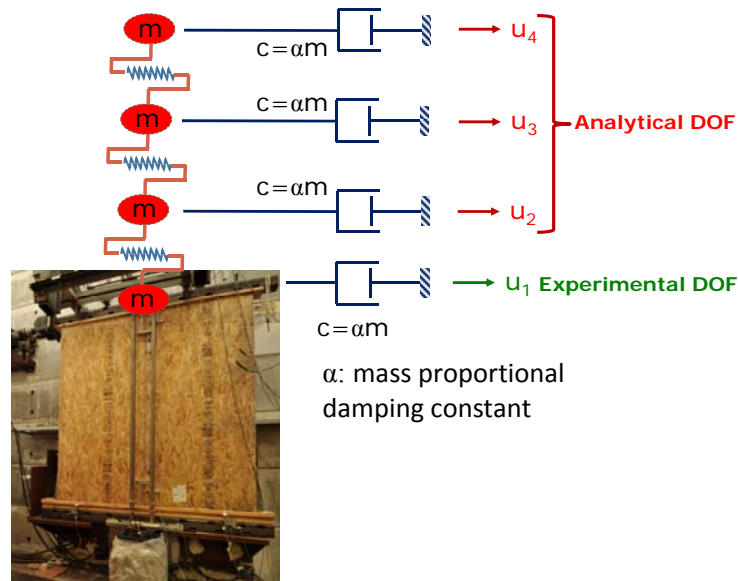 m
c=αm
u4
c=αm
m
u3
Analytical DOF
c=αm
m
u2
m
u1 Experimental DOF
c=αm
α: mass proportional
damping constant